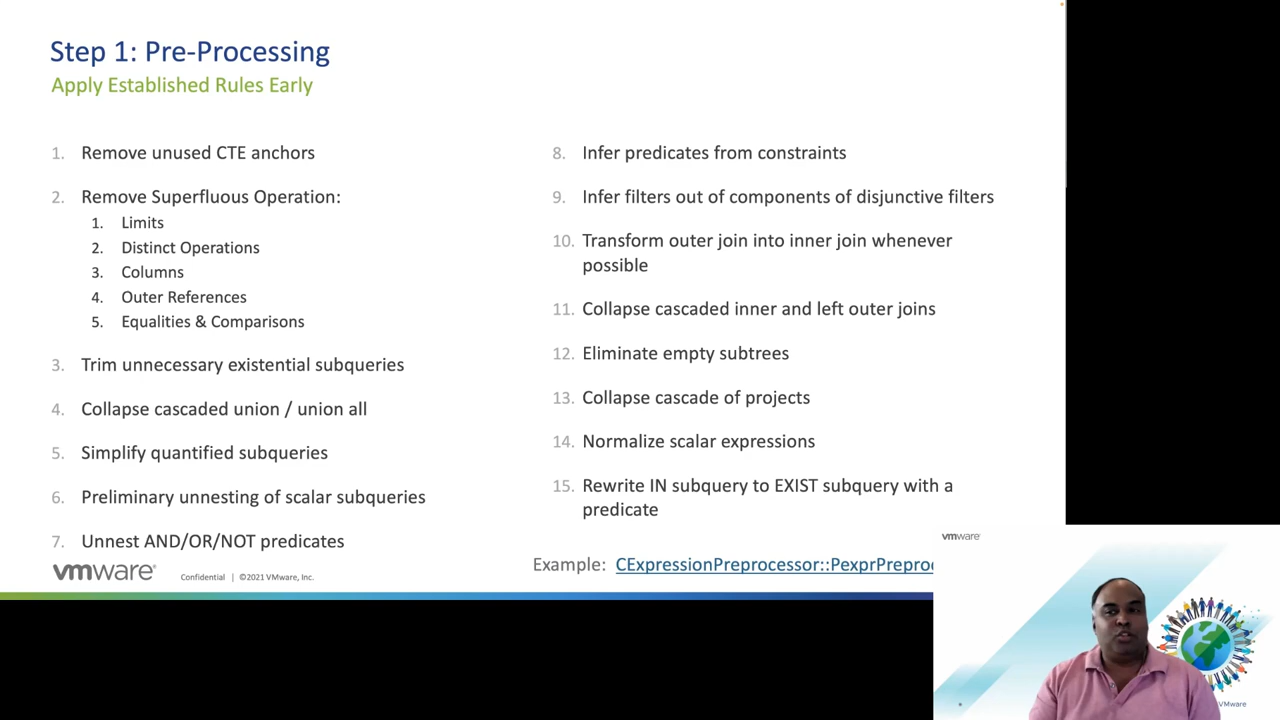 Step 1: Pre-Processing
Apply Established Rules Early
1. Remove unused CTE anchors
2. Remove Superfluous Operation:
1. Limits
2. Distinct Operations
3. Columns
4. Outer References
5. Equalities & Comparisons
3. Trim unnecessary existential subqueries
4. Collapse cascaded union / union all
5. Simplify quantified subqueries
6. Preliminary unnesting of scalar subqueries
7. Unnest AND/OR/NOT predicates
8. Infer predicates from constraints
9. Infer filters out of components of disjunctive filters
10. Transform outer join into inner join whenever
possible
11. Collapse cascaded inner and left outer joins
12. Eliminate empty subtrees
13. Collapse cascade of projects
14. Normalize scalar expressions
15. Rewrite IN subquery to EXIST subquery with a
predicate
Example: CExpressionPreprocessor::PexprPreproc
vmware® Confidential | ©2021 VMware, Inc.
vmware
VMware